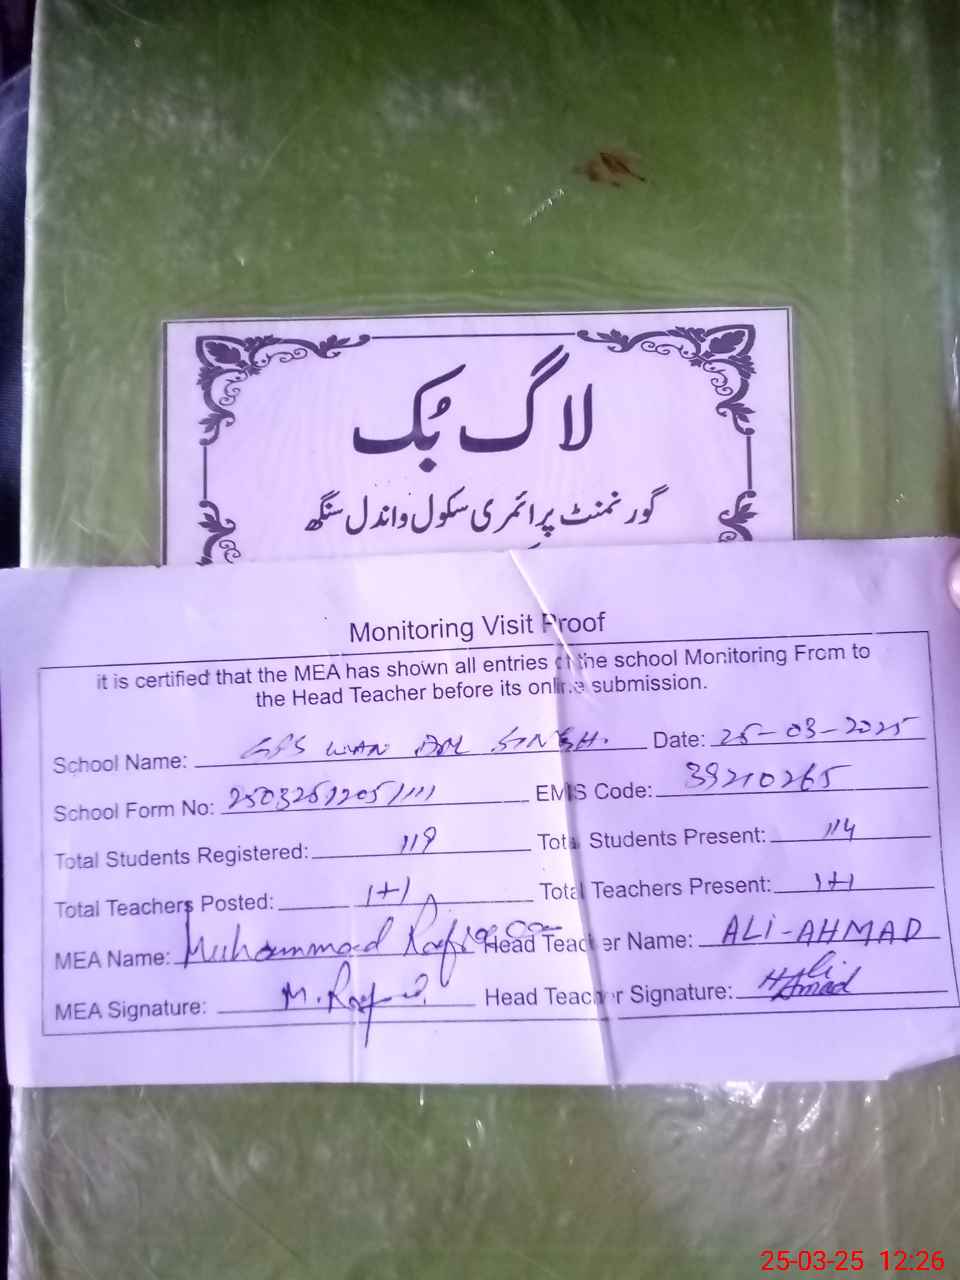 لاگ بُک
گورنمنٹ پرائمری سکول واندل سنگھ
Monitoring Visit Proof
it is certified that the MEA has shown all entries of the school Monitoring From to
the Head Teacher before its online submission.
School Name: GPS WAN DAL SINGH. Date: 25-03-2025
School Form No: EMIS Code: 39210265
Total Students Registered: 119 Total Students Present: 114
Total Teachers Posted: 1+1 Total Teachers Present: 1+1
MEA Name: Muhammad Head Teacher Name: ALI-AHMAD
MEA Signature: Head Teacher Signature: Ali Ahmad
25-03-25 12:26